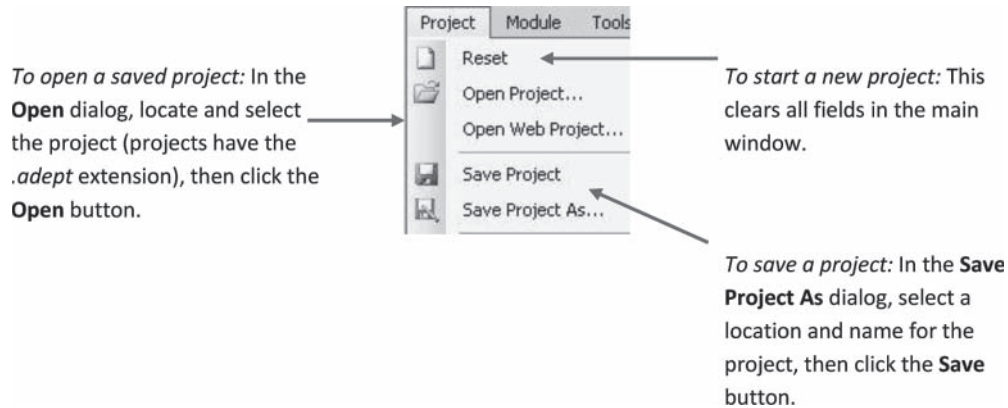 Project Module Tools
Reset
Open Project...
Open Web Project...
Save Project
Save Project As...
To open a saved project: In the
Open dialog, locate and select
the project (projects have the
.adept extension), then click the
Open button.
To start a new project: This
clears all fields in the main
window.
To save a project: In the Save
Project As dialog, select a
location and name for the
project, then click the Save
button.